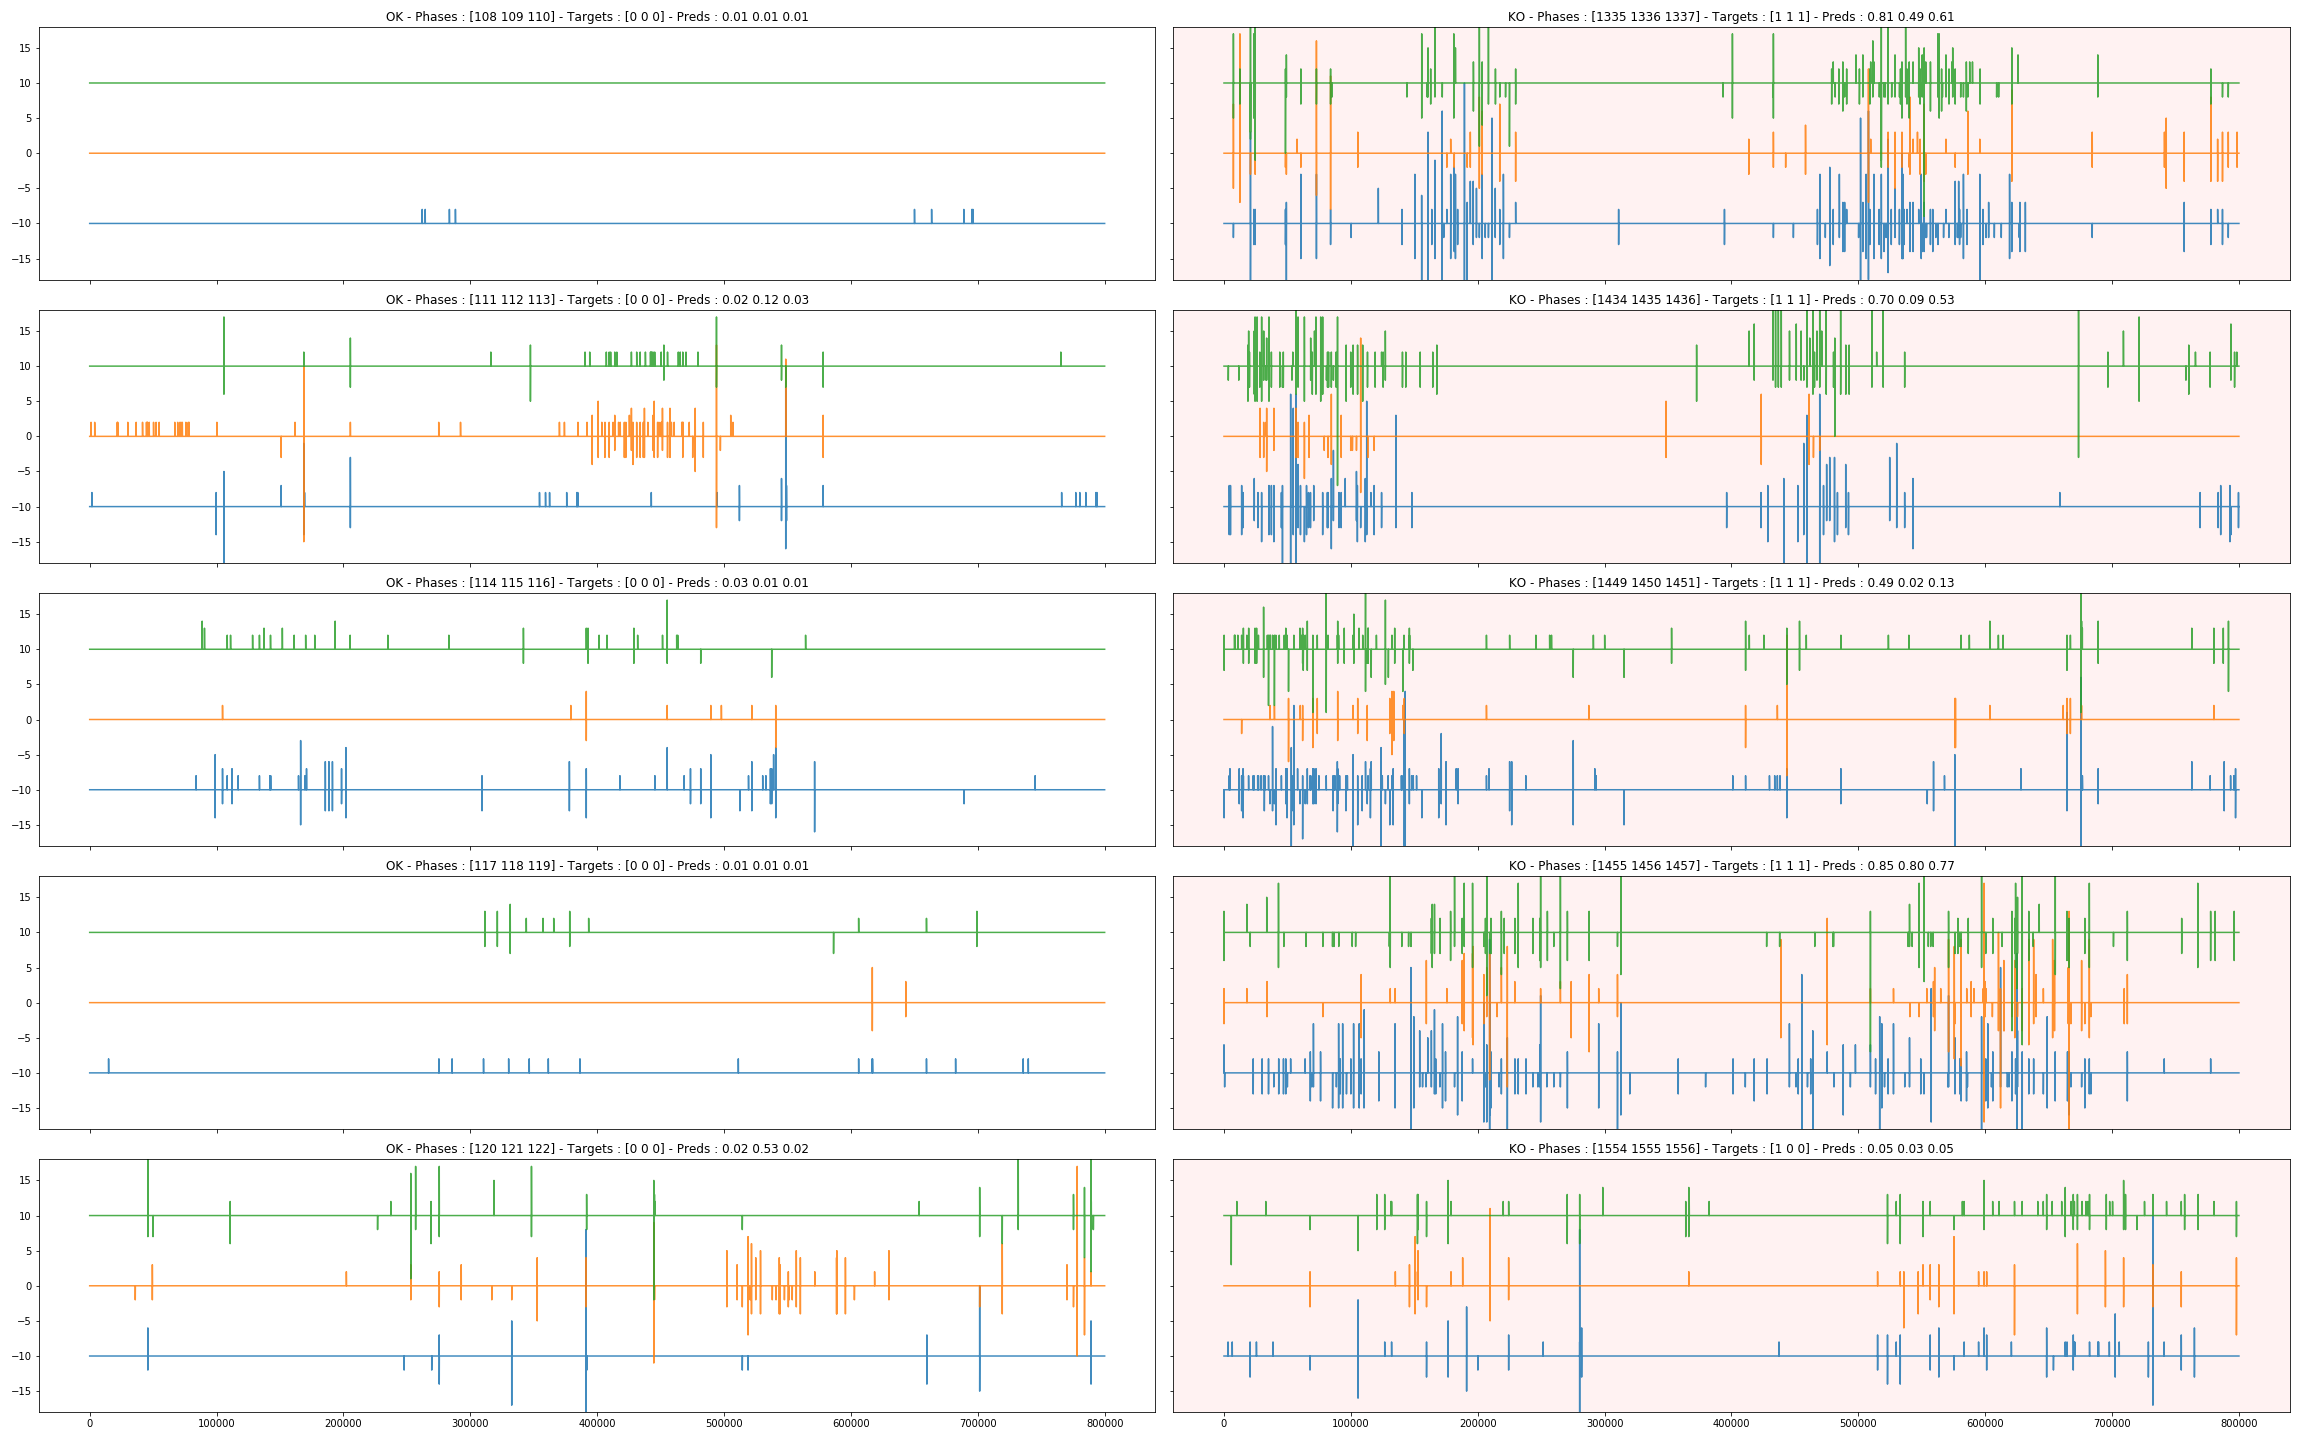 OK - Phases : [108 109 110] - Targets : [0 0 0] - Preds : 0.01 0.01 0.01
KO - Phases : [1335 1336 1337] - Targets : [1 1 1] - Preds : 0.81 0.49 0.61
15
10
5
0
−5
−10
−15
OK - Phases : [111 112 113] - Targets : [0 0 0] - Preds : 0.02 0.12 0.03
KO - Phases : [1434 1435 1436] - Targets : [1 1 1] - Preds : 0.70 0.09 0.53
15
10
5
0
−5
−10
−15
OK - Phases : [114 115 116] - Targets : [0 0 0] - Preds : 0.03 0.01 0.01
KO - Phases : [1449 1450 1451] - Targets : [1 1 1] - Preds : 0.49 0.02 0.13
15
10
5
0
−5
−10
−15
OK - Phases : [117 118 119] - Targets : [0 0 0] - Preds : 0.01 0.01 0.01
KO - Phases : [1455 1456 1457] - Targets : [1 1 1] - Preds : 0.85 0.80 0.77
15
10
5
0
−5
−10
−15
OK - Phases : [120 121 122] - Targets : [0 0 0] - Preds : 0.02 0.53 0.02
KO - Phases : [1554 1555 1556] - Targets : [1 0 0] - Preds : 0.05 0.03 0.05
15
10
5
0
−5
−10
−15
0 100000 200000 300000 400000 500000 600000 700000 800000
0 100000 200000 300000 400000 500000 600000 700000 800000